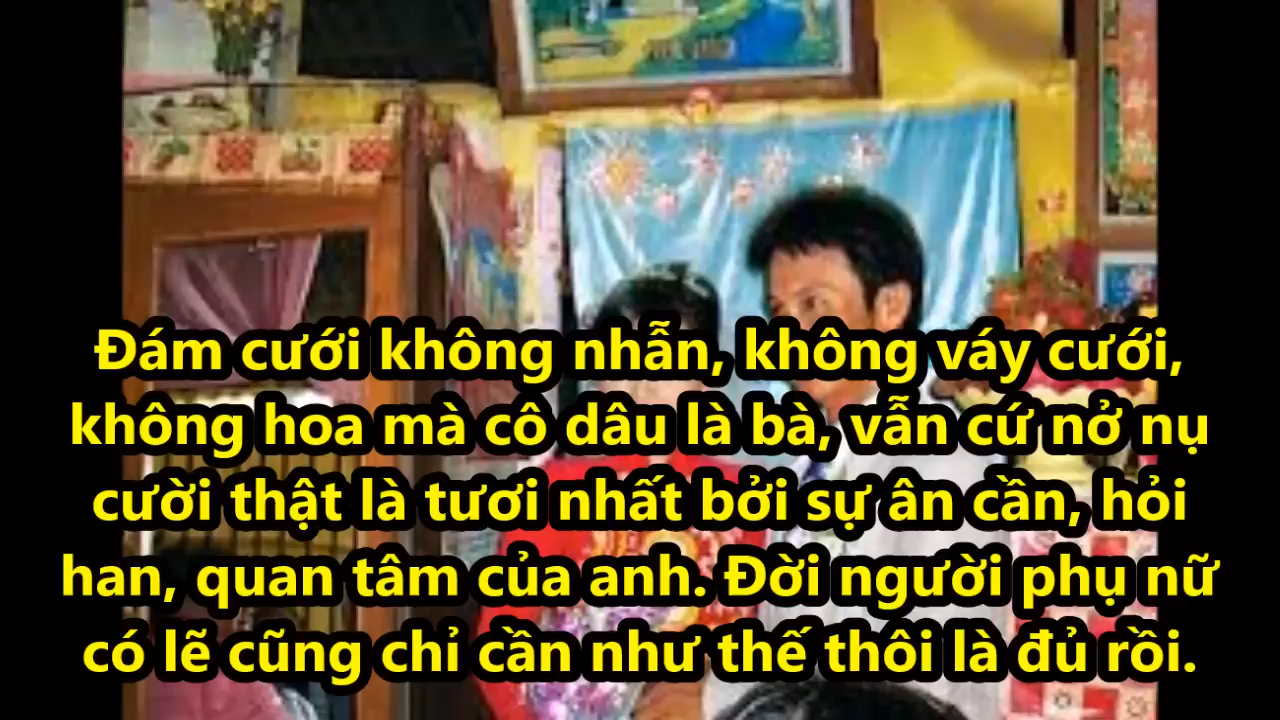 Đám cưới không nhẫn, không váy cưới,
không hoa mà cô dâu là bà, vẫn cứ nở nụ
cười thật là tươi nhất bởi sự ân cần, hỏi
han, quan tâm của anh. Đời người phụ nữ
có lẽ cũng chỉ cần như thế thôi là đủ rồi.